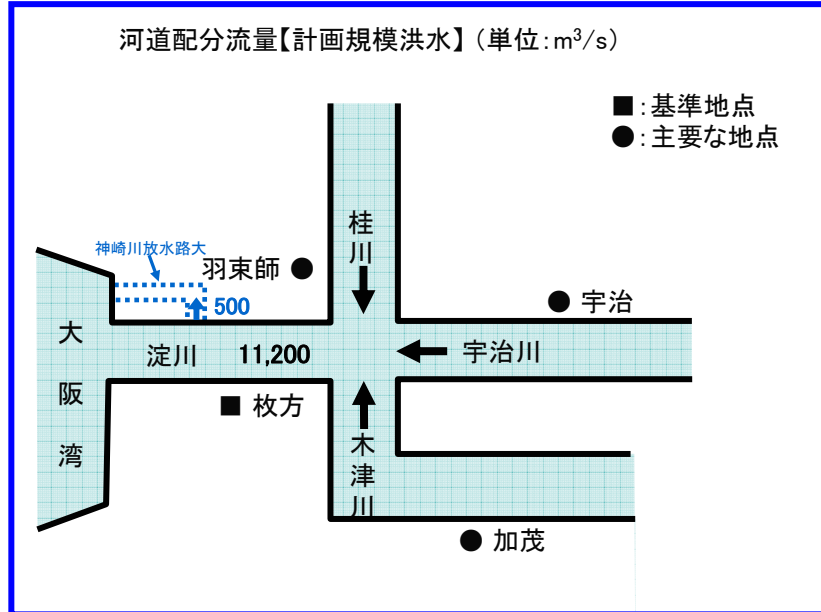 河道配分流量【計画規模洪水】（単位:m³/s）
■:基準地点
●:主要な地点
桂川
神崎川放水路大
羽束師 ●
500
● 宇治
大阪湾
淀川 11,200
宇治川
■ 枚方
木津川
● 加茂